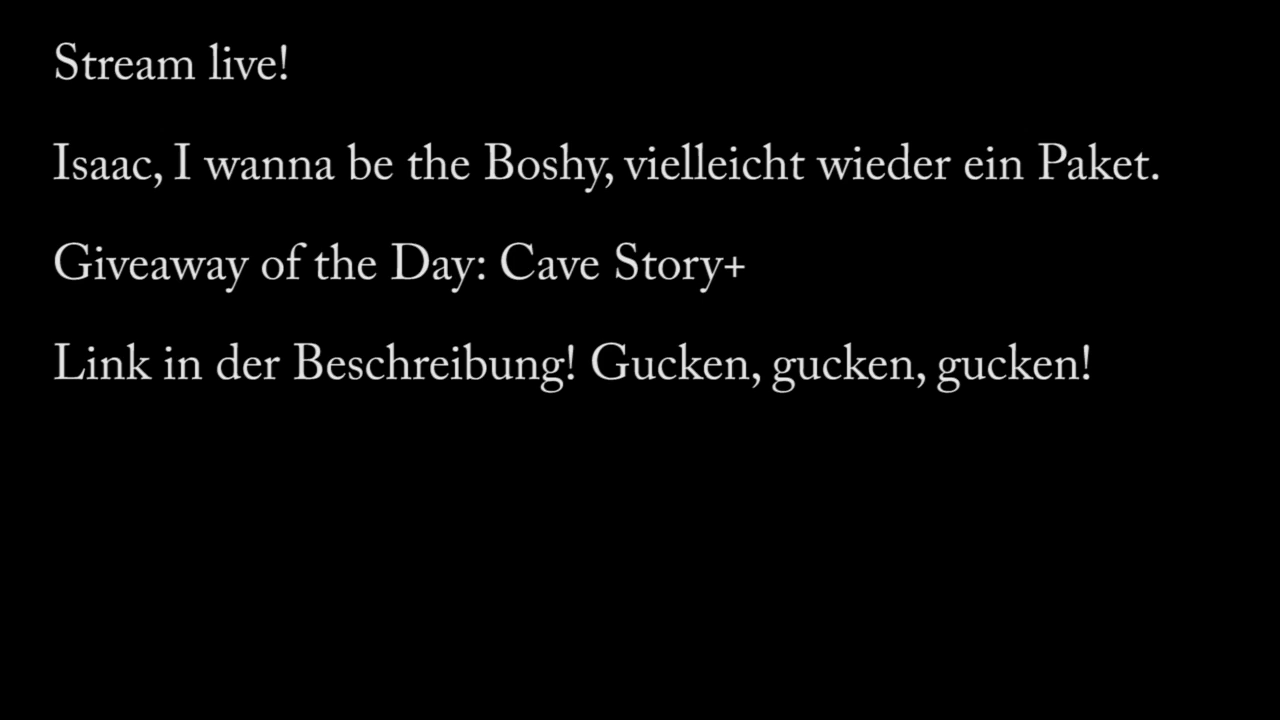 Stream live!
Isaac, I wanna be the Boshy, vielleicht wieder ein Paket.
Giveaway of the Day: Cave Story+
Link in der Beschreibung! Gucken, gucken, gucken!